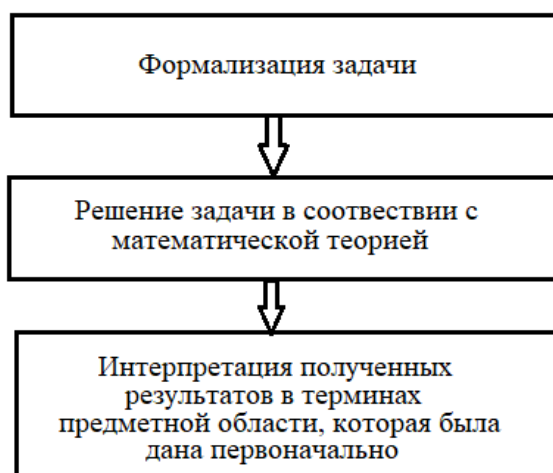 Формализация задачи
Решение задачи в соотвествии с
математической теорией
Интерпретация полученных
результатов в терминах
предметной области, которая была
дана первоначально